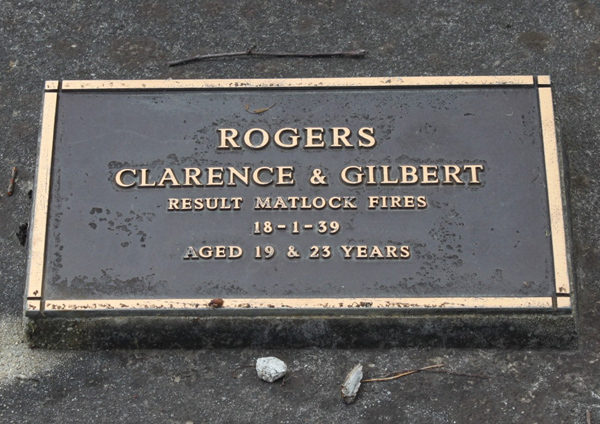 ROGERS
CLARENCE & GILBERT
RESULT MATLOCK FIRES
18-1-39
AGED 19 & 23 YEARS